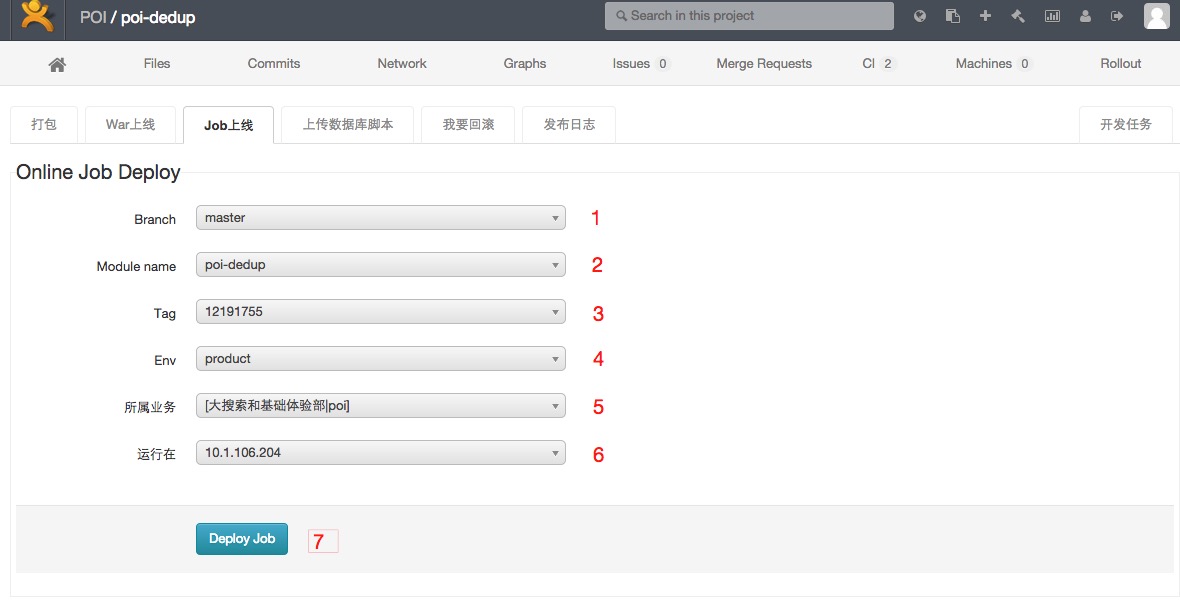 POI / poi-dedup
Search in this project
Files Commits Network Graphs Issues 0 Merge Requests CI 2 Machines 0 Rollout
打包 War上线 Job上线 上传数据库脚本 我要回滚 发布日志 开发任务
Online Job Deploy
Branch master 1
Module name poi-dedup 2
Tag 12191755 3
Env product 4
所属业务 [大搜索和基础体验部|poi] 5
运行在 10.1.106.204 6
Deploy Job 7